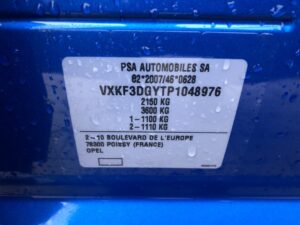 PSA AUTOMOBILES SA
62*2007/46*0628
VXKF3DGYTP1048976
2150 KG
3600 KG
1-1100 KG
2-1110 KG
2-10 BOULEVARD DE L'EUROPE
78300 POISSY (FRANCE)
OPEL